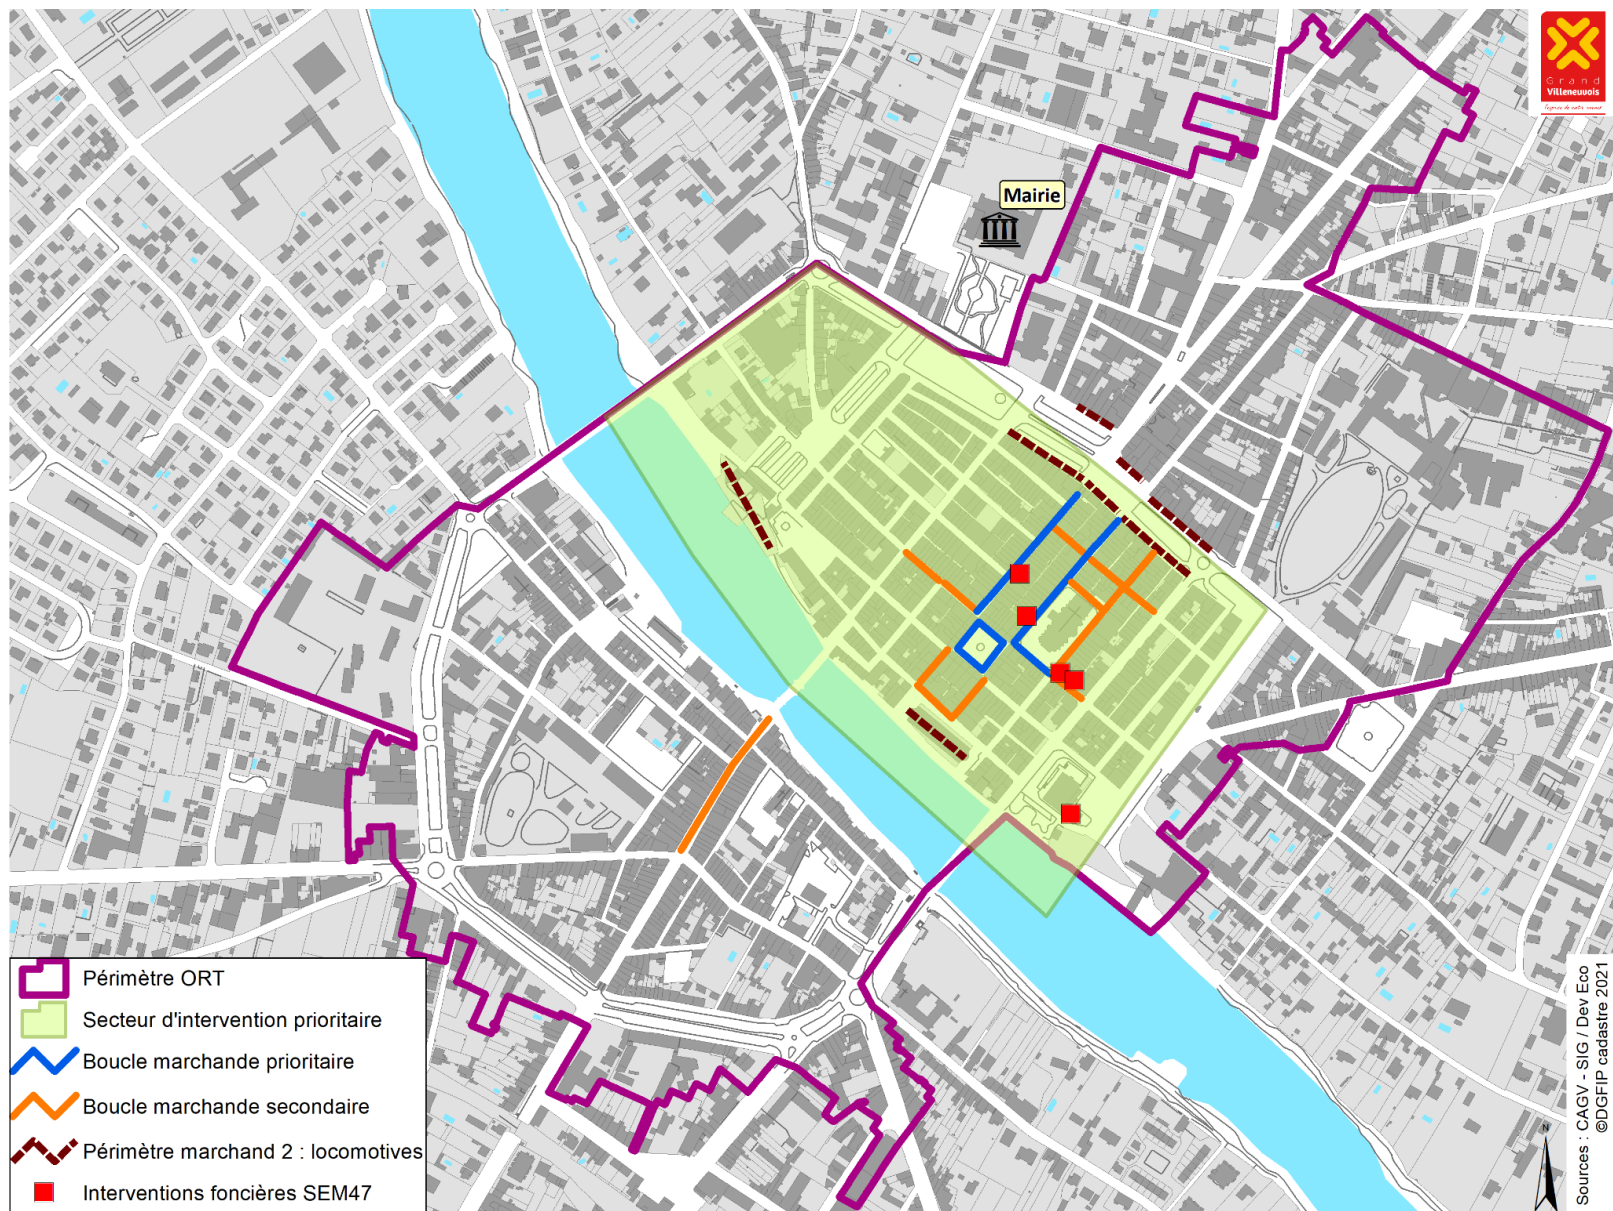 Grand
Villeneuvois
Mairie
Périmètre ORT
Secteur d'intervention prioritaire
Boucle marchande prioritaire
Boucle marchande secondaire
Périmètre marchand 2 : locomotives
Interventions foncières SEM47
N
Sources : CAGV - SIG / Dev Eco
©DGFIP cadastre 2021